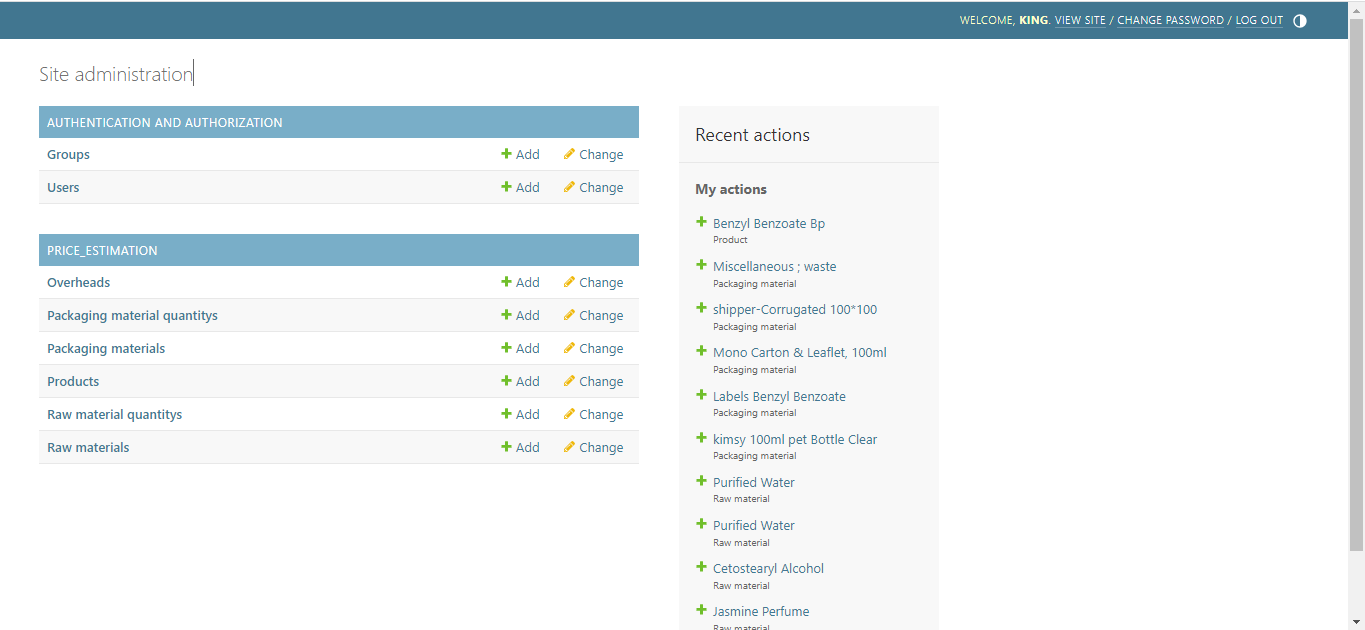 WELCOME, KING. VIEW SITE / CHANGE PASSWORD / LOG OUT
Site administration
AUTHENTICATION AND AUTHORIZATION
Groups Add Change
Users Add Change
PRICE_ESTIMATION
Overheads Add Change
Packaging material quantitys Add Change
Packaging materials Add Change
Products Add Change
Raw material quantitys Add Change
Raw materials Add Change
Recent actions
My actions
Benzyl Benzoate Bp
Product
Miscellaneous ; waste
Packaging material
shipper-Corrugated 100*100
Packaging material
Mono Carton & Leaflet, 100ml
Packaging material
Labels Benzyl Benzoate
Packaging material
kimsy 100ml pet Bottle Clear
Packaging material
Purified Water
Raw material
Purified Water
Raw material
Cetostearyl Alcohol
Raw material
Jasmine Perfume
Raw material